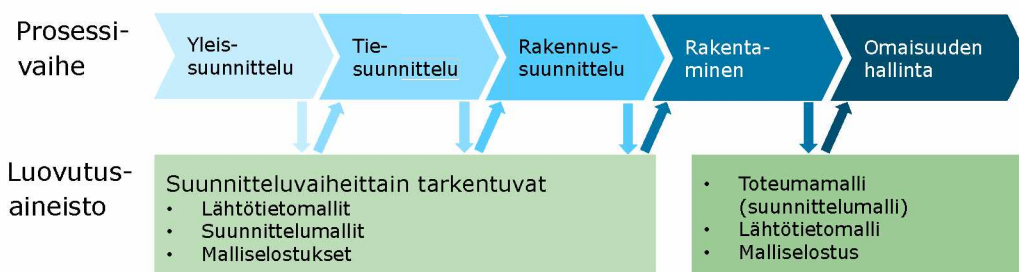 Prosessi-
vaihe
Yleis-
suunnittelu
Tie-
suunnittelu
Rakennus-
suunnittelu
Rakenta-
minen
Omaisuuden
hallinta
Luovutus-
aineisto
Suunnitteluvaiheittain tarkentuvat
• Lähtötietomallit
• Suunnittelumallit
• Malliselostukset
• Toteumamalli
(suunnittelumalli)
• Lähtötietomalli
• Malliselostus